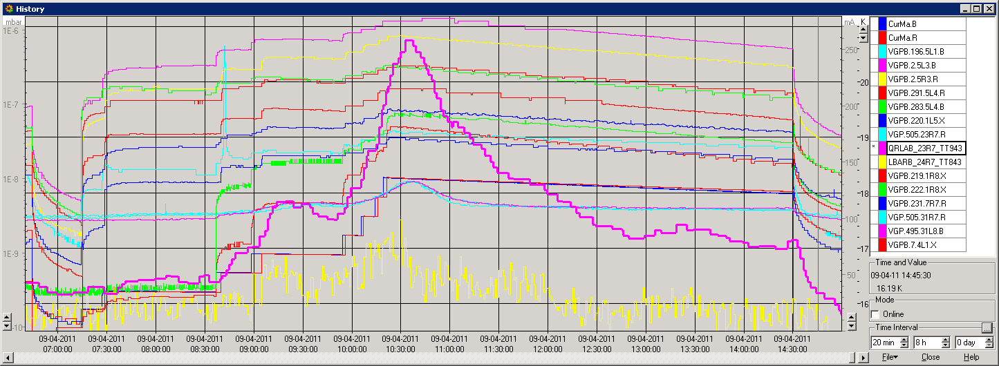 History
mbar
mA K
1E-6
1E-7
1E-8
1E-9
-10
250
200
150
100
50
20
19
18
17
16
09-04-2011 09-04-2011 09-04-2011 09-04-2011 09-04-2011 09-04-2011 09-04-2011 09-04-2011 09-04-2011 09-04-2011 09-04-2011 09-04-2011 09-04-2011 09-04-2011 09-04-2011 09-04-2011
07:00:00 07:30:00 08:00:00 08:30:00 09:00:00 09:30:00 10:00:00 10:30:00 11:00:00 11:30:00 12:00:00 12:30:00 13:00:00 13:30:00 14:00:00 14:30:00
CurMa.B
CurMa.R
VGPB.196.5L1.B
VGPB.2.5L3.B
VGPB.2.5R3.R
VGPB.291.5L4.R
VGPB.283.5L4.B
VGPB.220.1L5.X
VGP.505.23R7.R
* QRLAB_23R7_TT943
LBARB_24R7_TT843
VGPB.219.1R8.X
VGPB.222.1R8.X
VGPB.231.7R7.R
VGPB.505.31R7.R
VGP.495.31L8.B
VGPB.7.4L1.X
Time and Value
09-04-11 14:45:30
16.19 K
Mode
Online
Time Interval
...
20 min 8 h 0 day
File Close Help